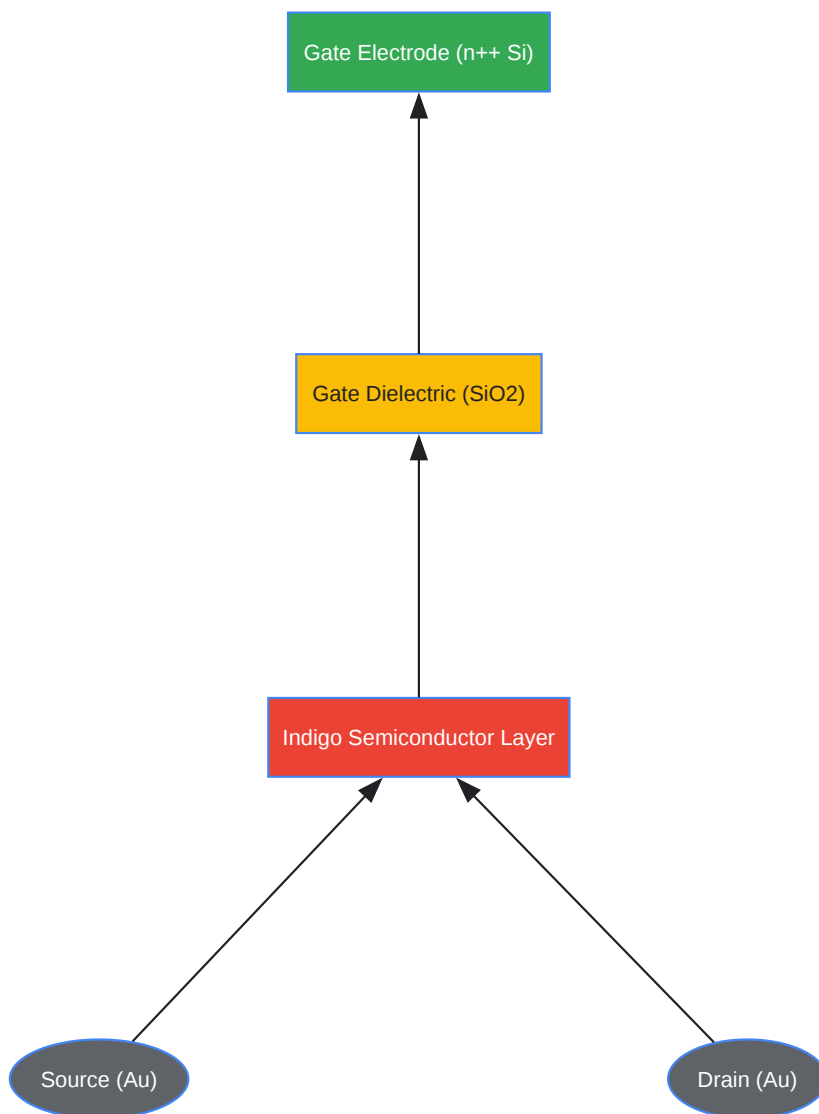 Gate Electrode (n++ Si)
Gate Dielectric (SiO2)
Indigo Semiconductor Layer
Source (Au)
Drain (Au)